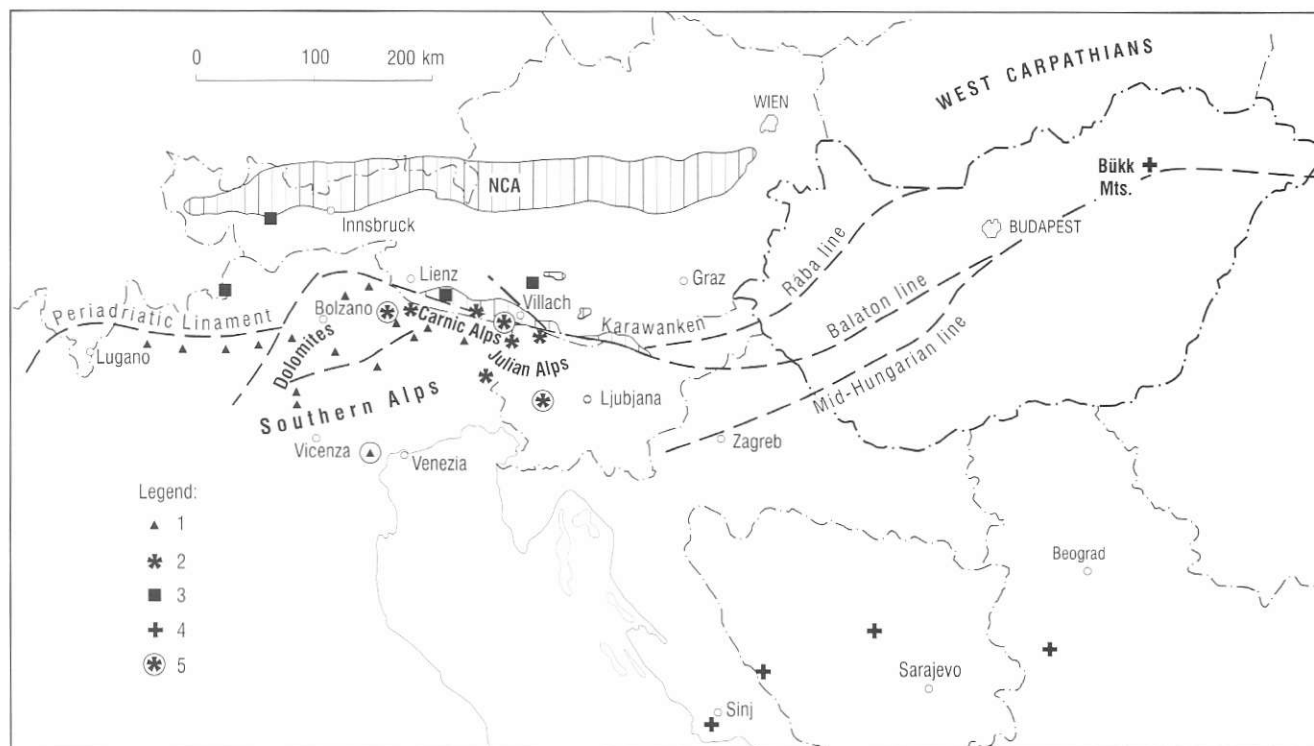 0 100 200 km
WIEN
WEST CARPATHIANS
NCA
Bükk
Mts.
Innsbruck
BUDAPEST
Lienz
Graz
Rába line
Balaton line
Mid-Hungarian line
Periadriatic Linament
Bolzano
Villach
Carnic Alps
Karawanken
Lugano
Dolomites
Julian Alps
Southern Alps
Ljubjana
Zagreb
Vicenza
Venezia
Legend:
1
2
3
4
5
Beograd
Sarajevo
Sinj